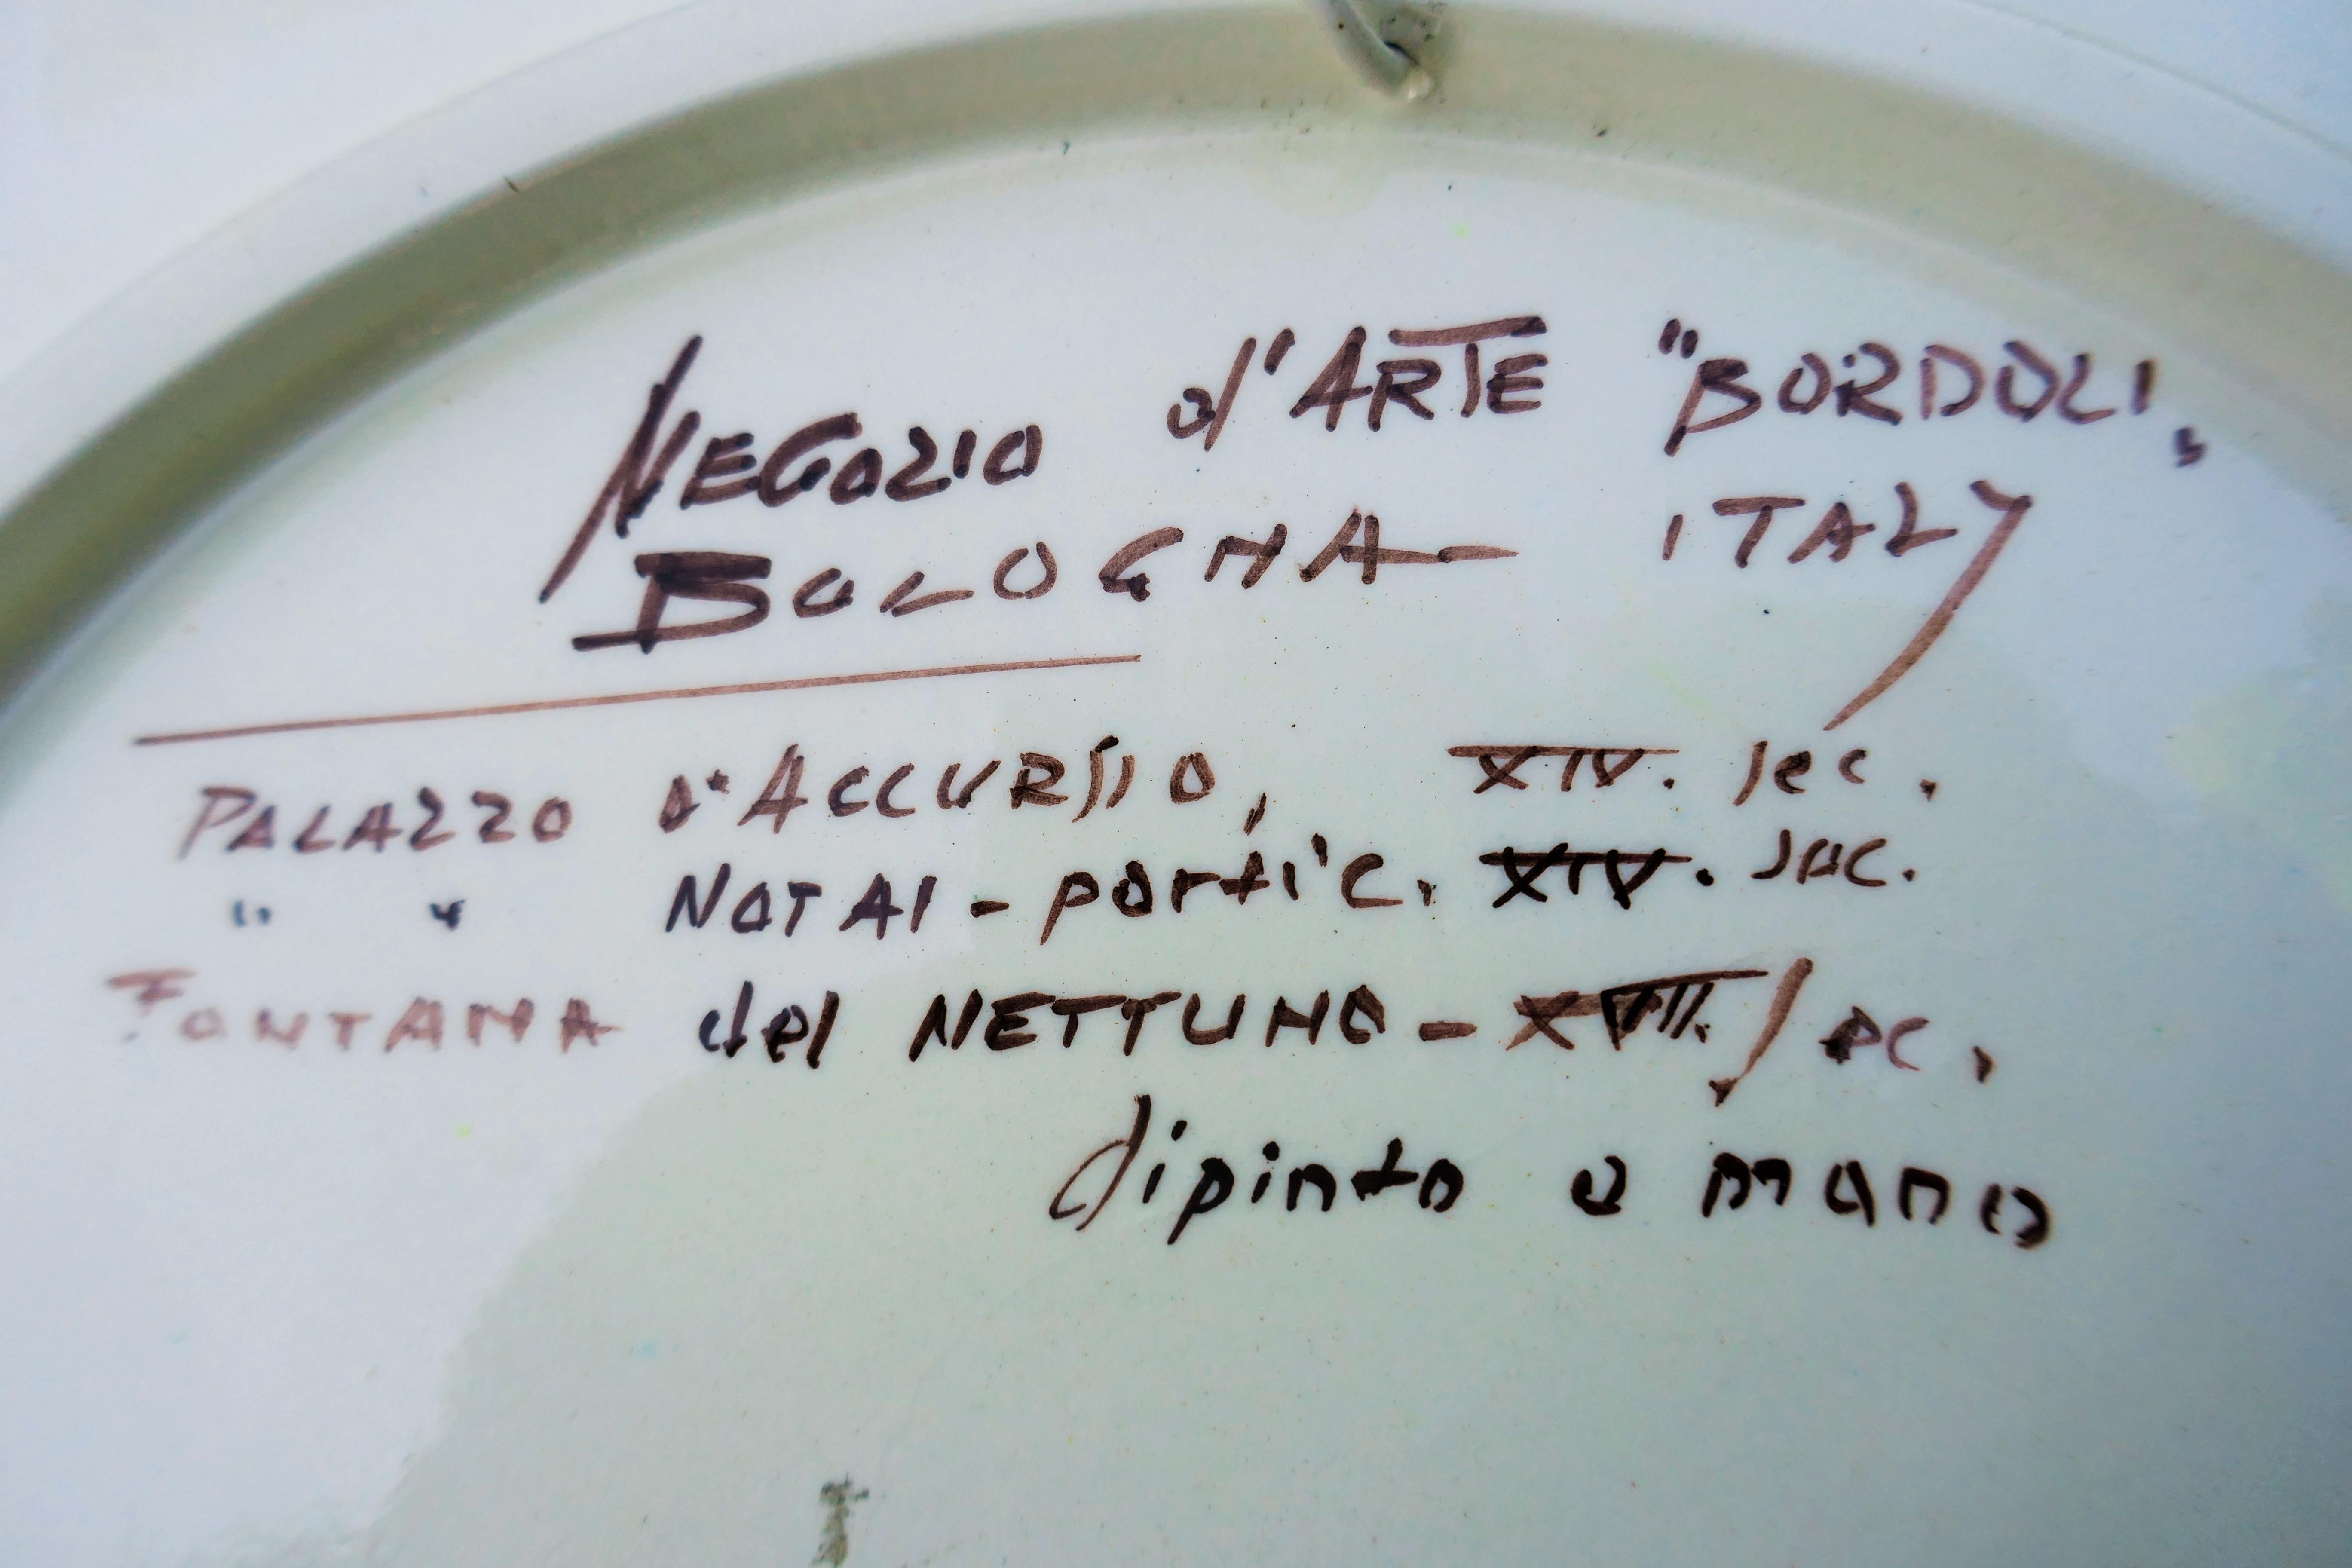 NEGOZIO d'ARTE "BORDOLI"
BOLOGNA - ITALY
PALAZZO D'ACCURSIO, XIV. sec.
" " NOTAI - portic. XIV. sec.
FONTANA del NETTUNO - XVII. sec.
dipinto a mano